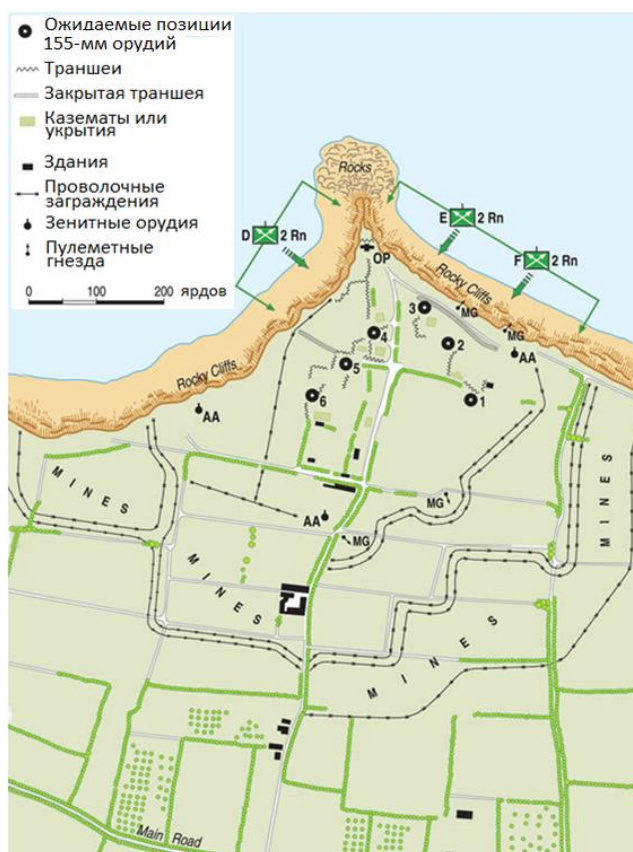 Ожидаемые позиции
155-мм орудий
Траншеи
Закрытая траншея
Казематы или
укрытия
Здания
Проволочные
заграждения
Зенитные орудия
Пулеметные
гнезда
0 100 200 ярдов
Rocks
D 2 Rn
E 2 Rn
F 2 Rn
OP
Rocky Cliffs
MG
3
MG
4
2
AA
5
Rocky Cliffs
6
1
AA
MINES
MINES
MG
AA
MG
MINES
MINES
Main Road